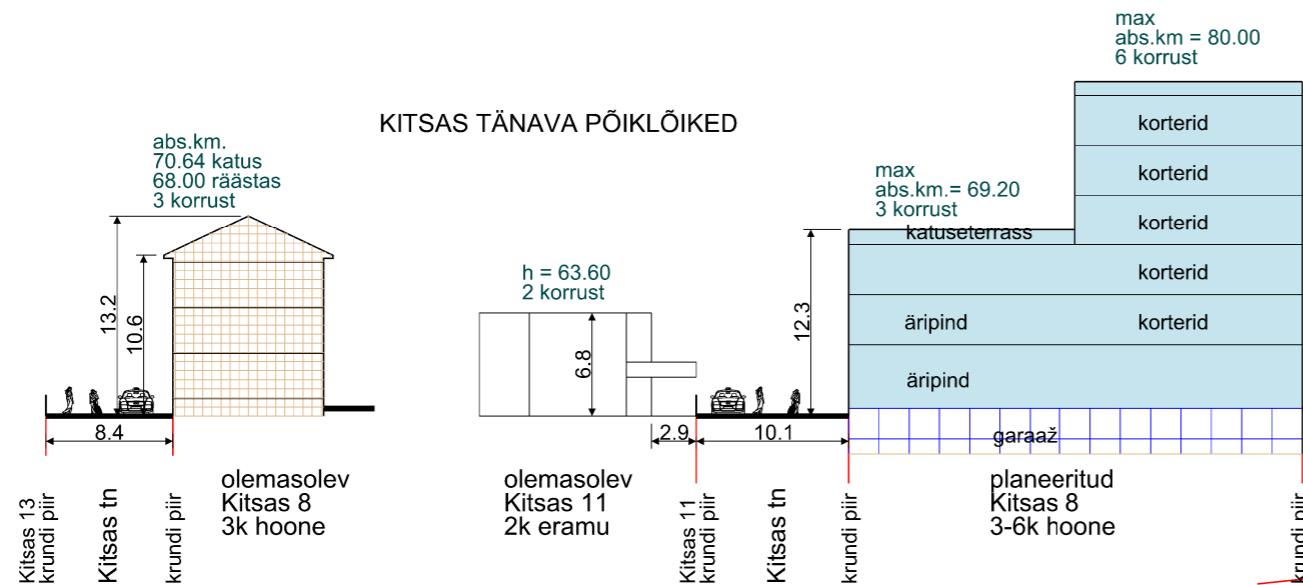 max
abs.km = 80.00
6 korrust
KITSAS TÄNAVA PÕIKLÕIKED
abs.km.
70.64 katus
68.00 räästas
3 korrust
13.2
10.6
8.4
Kitsas 13
krundi piir
Kitsas tn
krundi piir
olemasolev
Kitsas 8
3k hoone
h = 63.60
2 korrust
6.8
2.9
10.1
olemasolev
Kitsas 11
2k eramu
Kitsas 11
krundi piir
Kitsas tn
krundi piir
max
abs.km.= 69.20
3 korrust
katuseterrass
12.3
korterid
korterid
korterid
korterid
äripind
korterid
äripind
garaaž
planeeritud
Kitsas 8
3-6k hoone
krundi piir